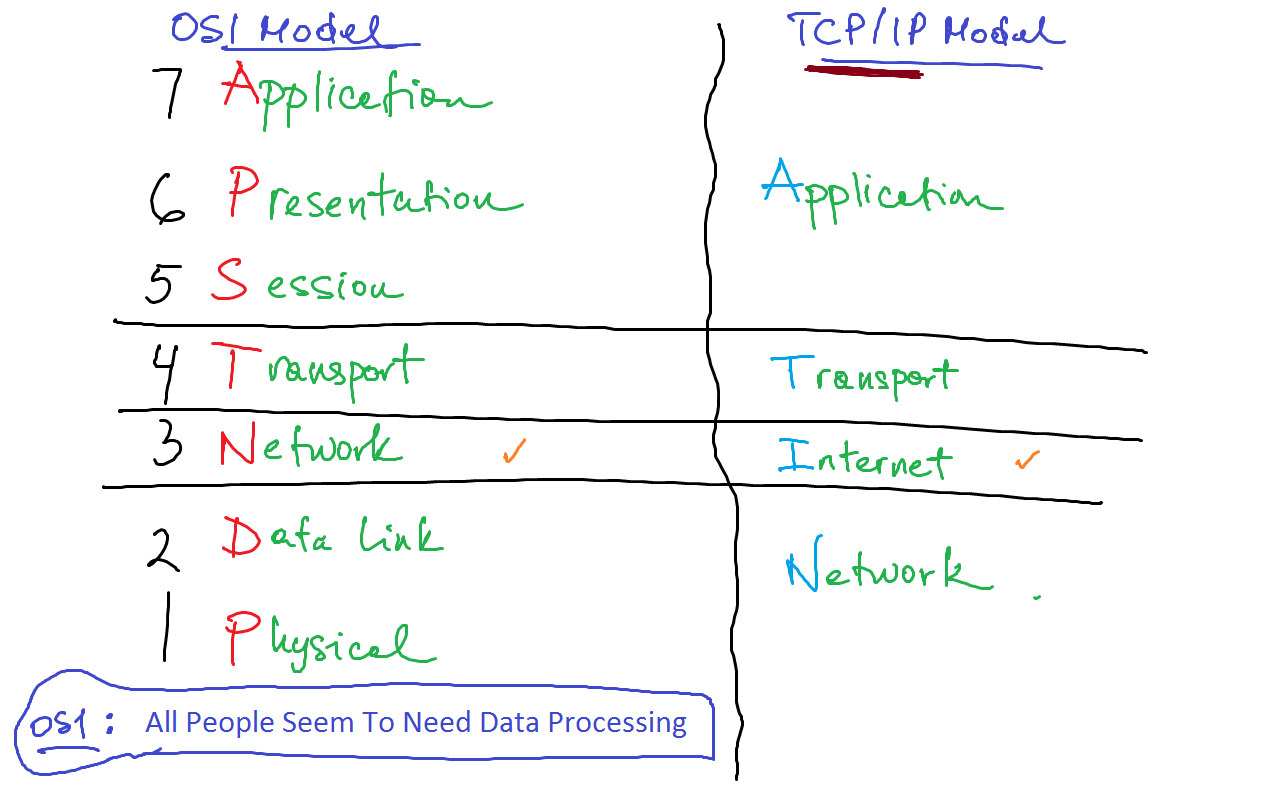 OSI Model
7 Application
6 Presentation
5 Session
4 Transport
3 Network ✓
2 Data Link
1 Physical
OSI : All People Seem To Need Data Processing
TCP/IP Model
Application
Transport
Internet ✓
Network .